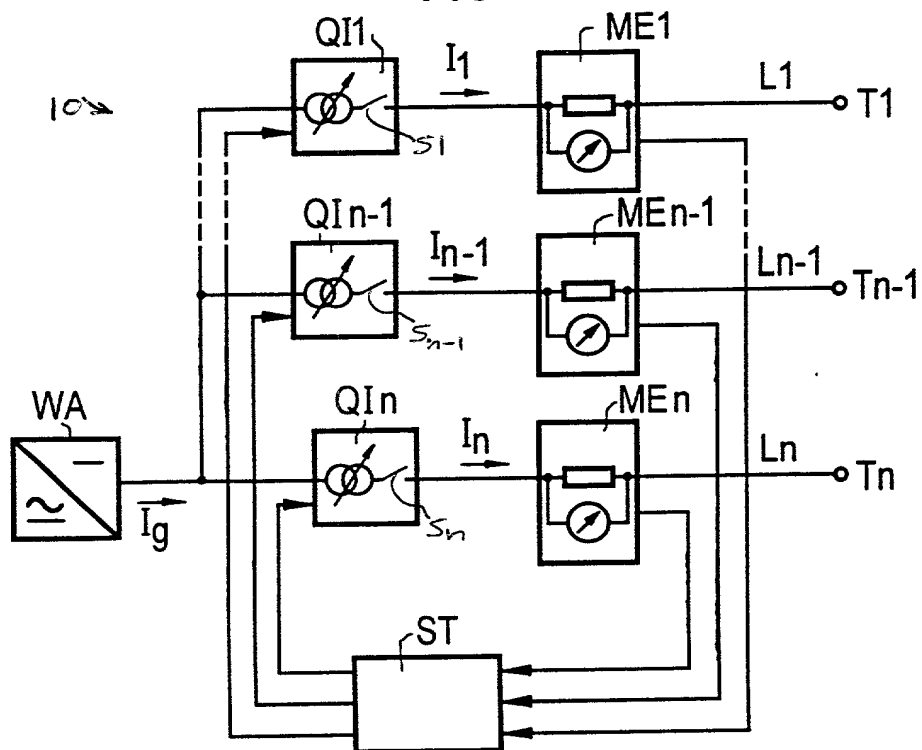 QI1
ME1
I1
L1
T1
10
S1
QIn-1
MEn-1
In-1
Ln-1
Tn-1
Sn-1
WA
QIn
MEn
In
Ln
Tn
Sn
Ig
ST